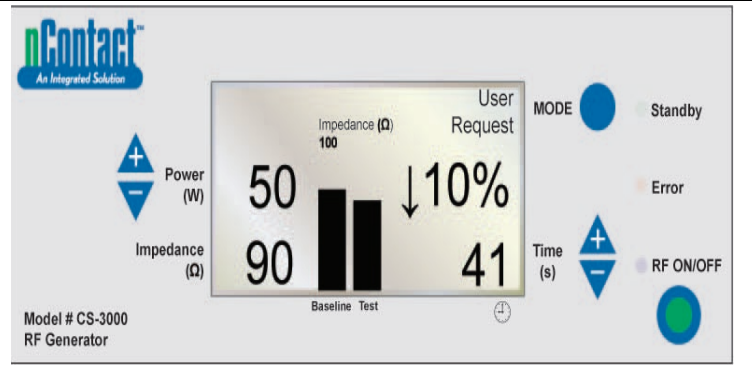 nContact™
An Integrated Solution
User
Request
MODE
Standby
Impedance (Ω)
100
Power
(W)
50
↓10%
Error
Impedance
(Ω)
90
41
Time
(s)
RF ON/OFF
Baseline Test
Model # CS-3000
RF Generator